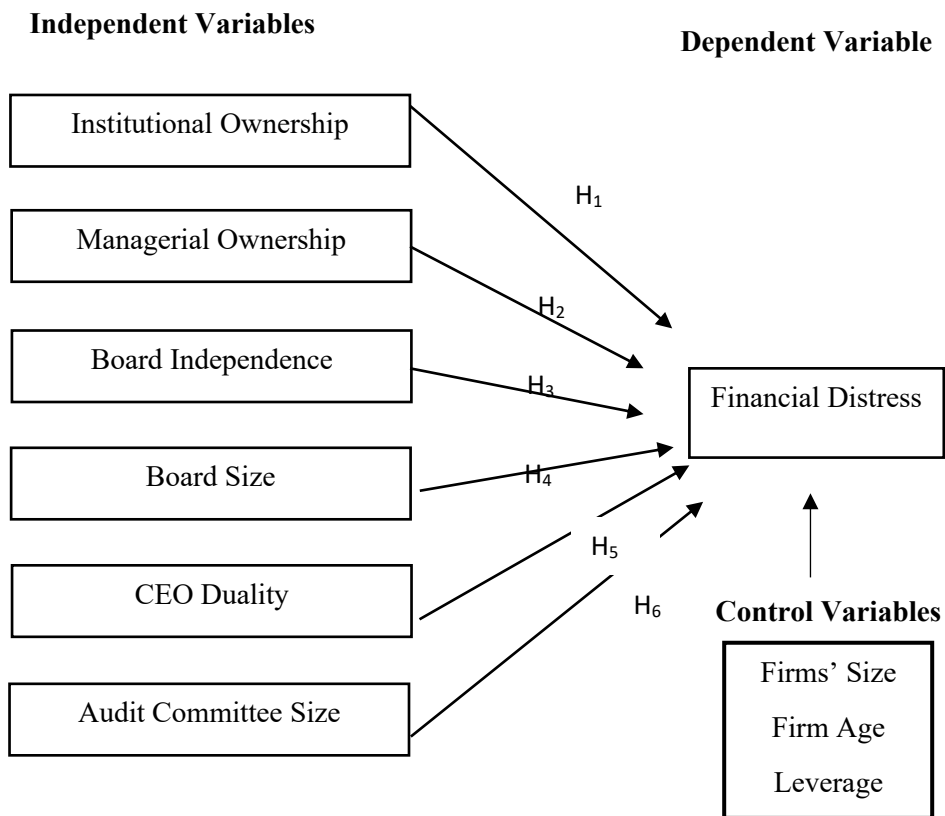 Independent Variables
Dependent Variable
Institutional Ownership
H₁
Managerial Ownership
H₂
Board Independence
H₃
Financial Distress
Board Size
H₄
CEO Duality
H₅
H₆
Audit Committee Size
Control Variables
Firms’ Size
Firm Age
Leverage